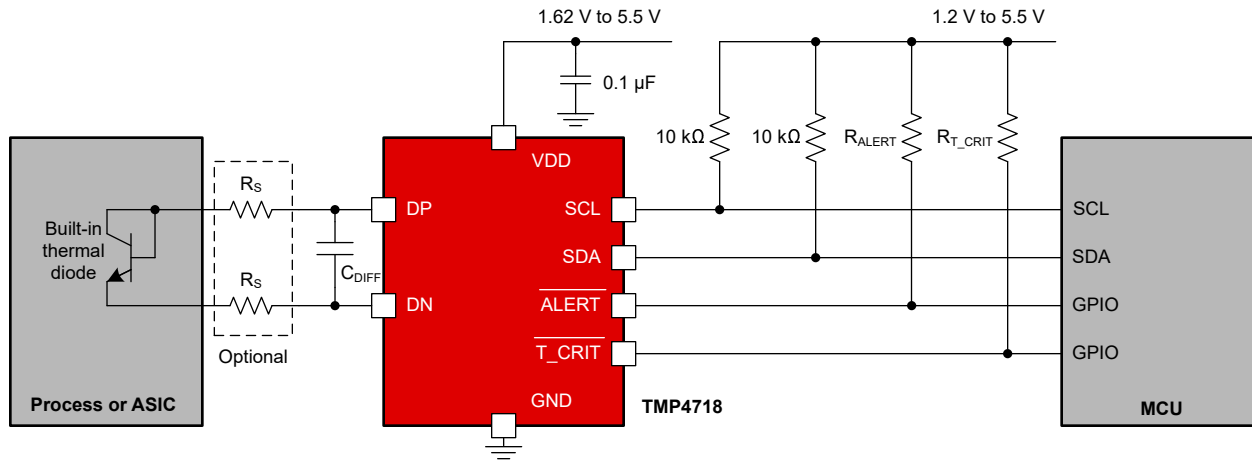 1.62 V to 5.5 V
1.2 V to 5.5 V
0.1 µF
10 kΩ
10 kΩ
RALERT
RT_CRIT
VDD
RS
DP
SCL
SCL
Built-in
thermal
diode
CDIFF
SDA
SDA
RS
DN
ALERT
GPIO
Optional
T_CRIT
GPIO
Process or ASIC
GND
TMP4718
MCU